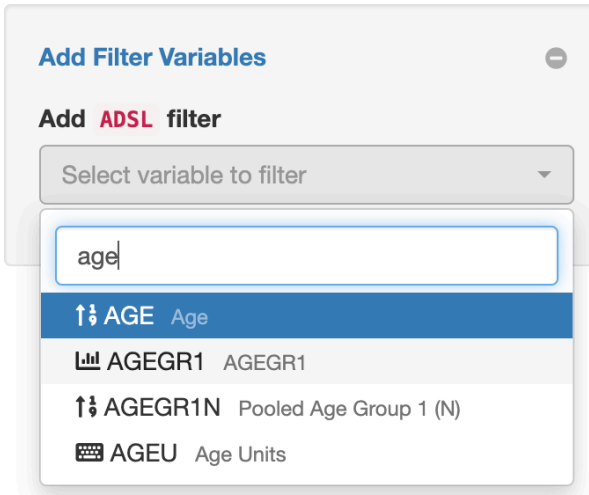 Add Filter Variables
Add ADSL filter
Select variable to filter
age
AGE Age
AGEGR1 AGEGR1
AGEGR1N Pooled Age Group 1 (N)
AGEU Age Units